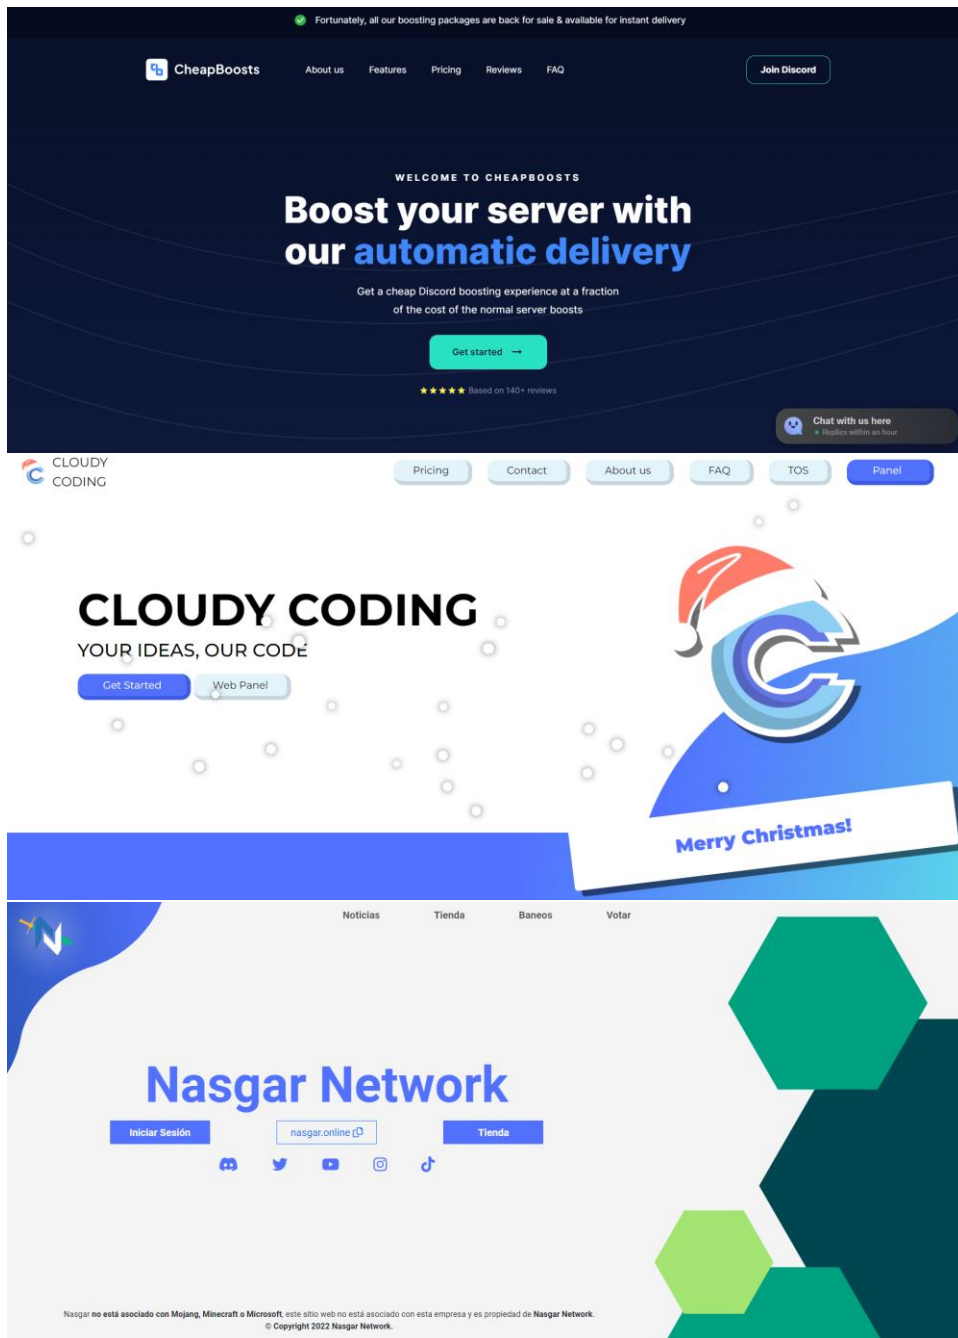 Fortunately, all our boosting packages are back for sale & available for instant delivery
CheapBoosts
About us
Features
Pricing
Reviews
FAQ
Join Discord
WELCOME TO CHEAPBOOSTS
Boost your server with
our automatic delivery
Get a cheap Discord boosting experience at a fraction
of the cost of the normal server boosts
Get started →
Based on 140+ reviews
Chat with us here
Replies within an hour
CLOUDY
CODING
Pricing
Contact
About us
FAQ
TOS
Panel
CLOUDY CODING
YOUR IDEAS, OUR CODE
Get Started
Web Panel
Merry Christmas!
Noticias
Tienda
Baneos
Votar
Nasgar Network
Iniciar Sesión
nasgar.online
Tienda
Nasgar no está asociado con Mojang, Minecraft o Microsoft, este sitio web no está asociado con esta empresa y es propiedad de Nasgar Network.
© Copyright 2022 Nasgar Network.